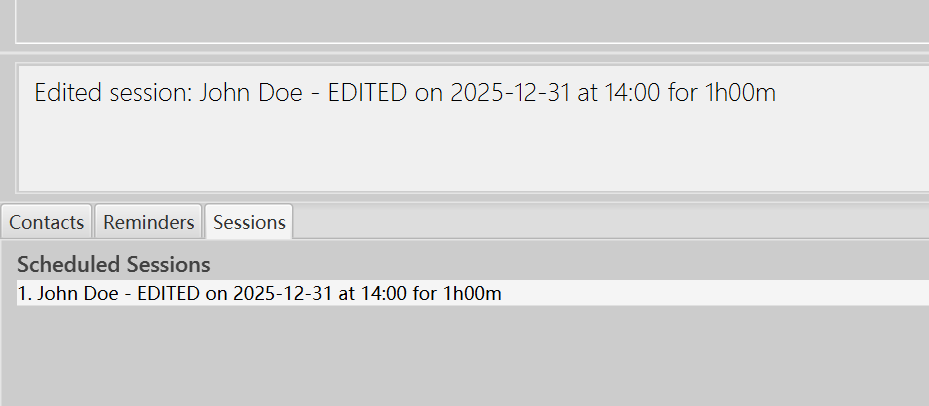 Edited session: John Doe - EDITED on 2025-12-31 at 14:00 for 1h00m
Contacts Reminders Sessions
Scheduled Sessions
1. John Doe - EDITED on 2025-12-31 at 14:00 for 1h00m